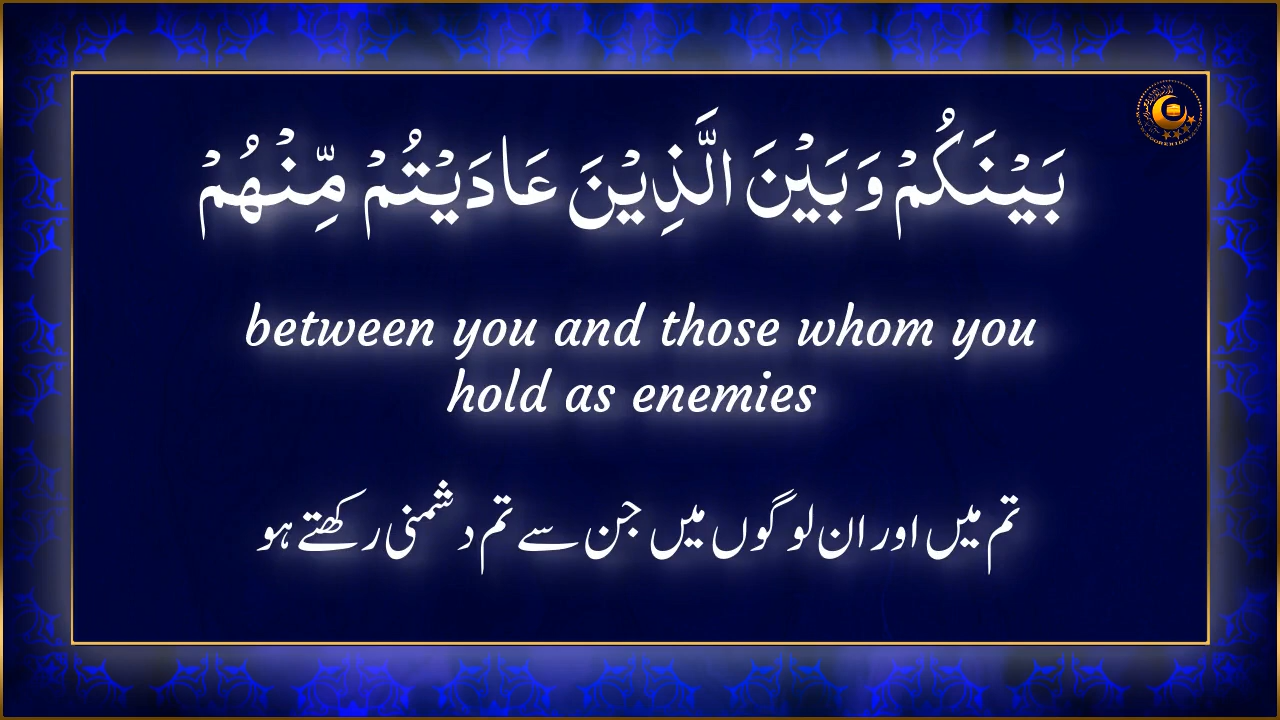 بَيْنَكُمْ وَبَيْنَ الَّذِيْنَ عَادَيْتُمْ مِّنْهُمْ
between you and those whom you
hold as enemies
تم میں اور ان لوگوں میں جن سے تم دشمنی رکھتے ہو